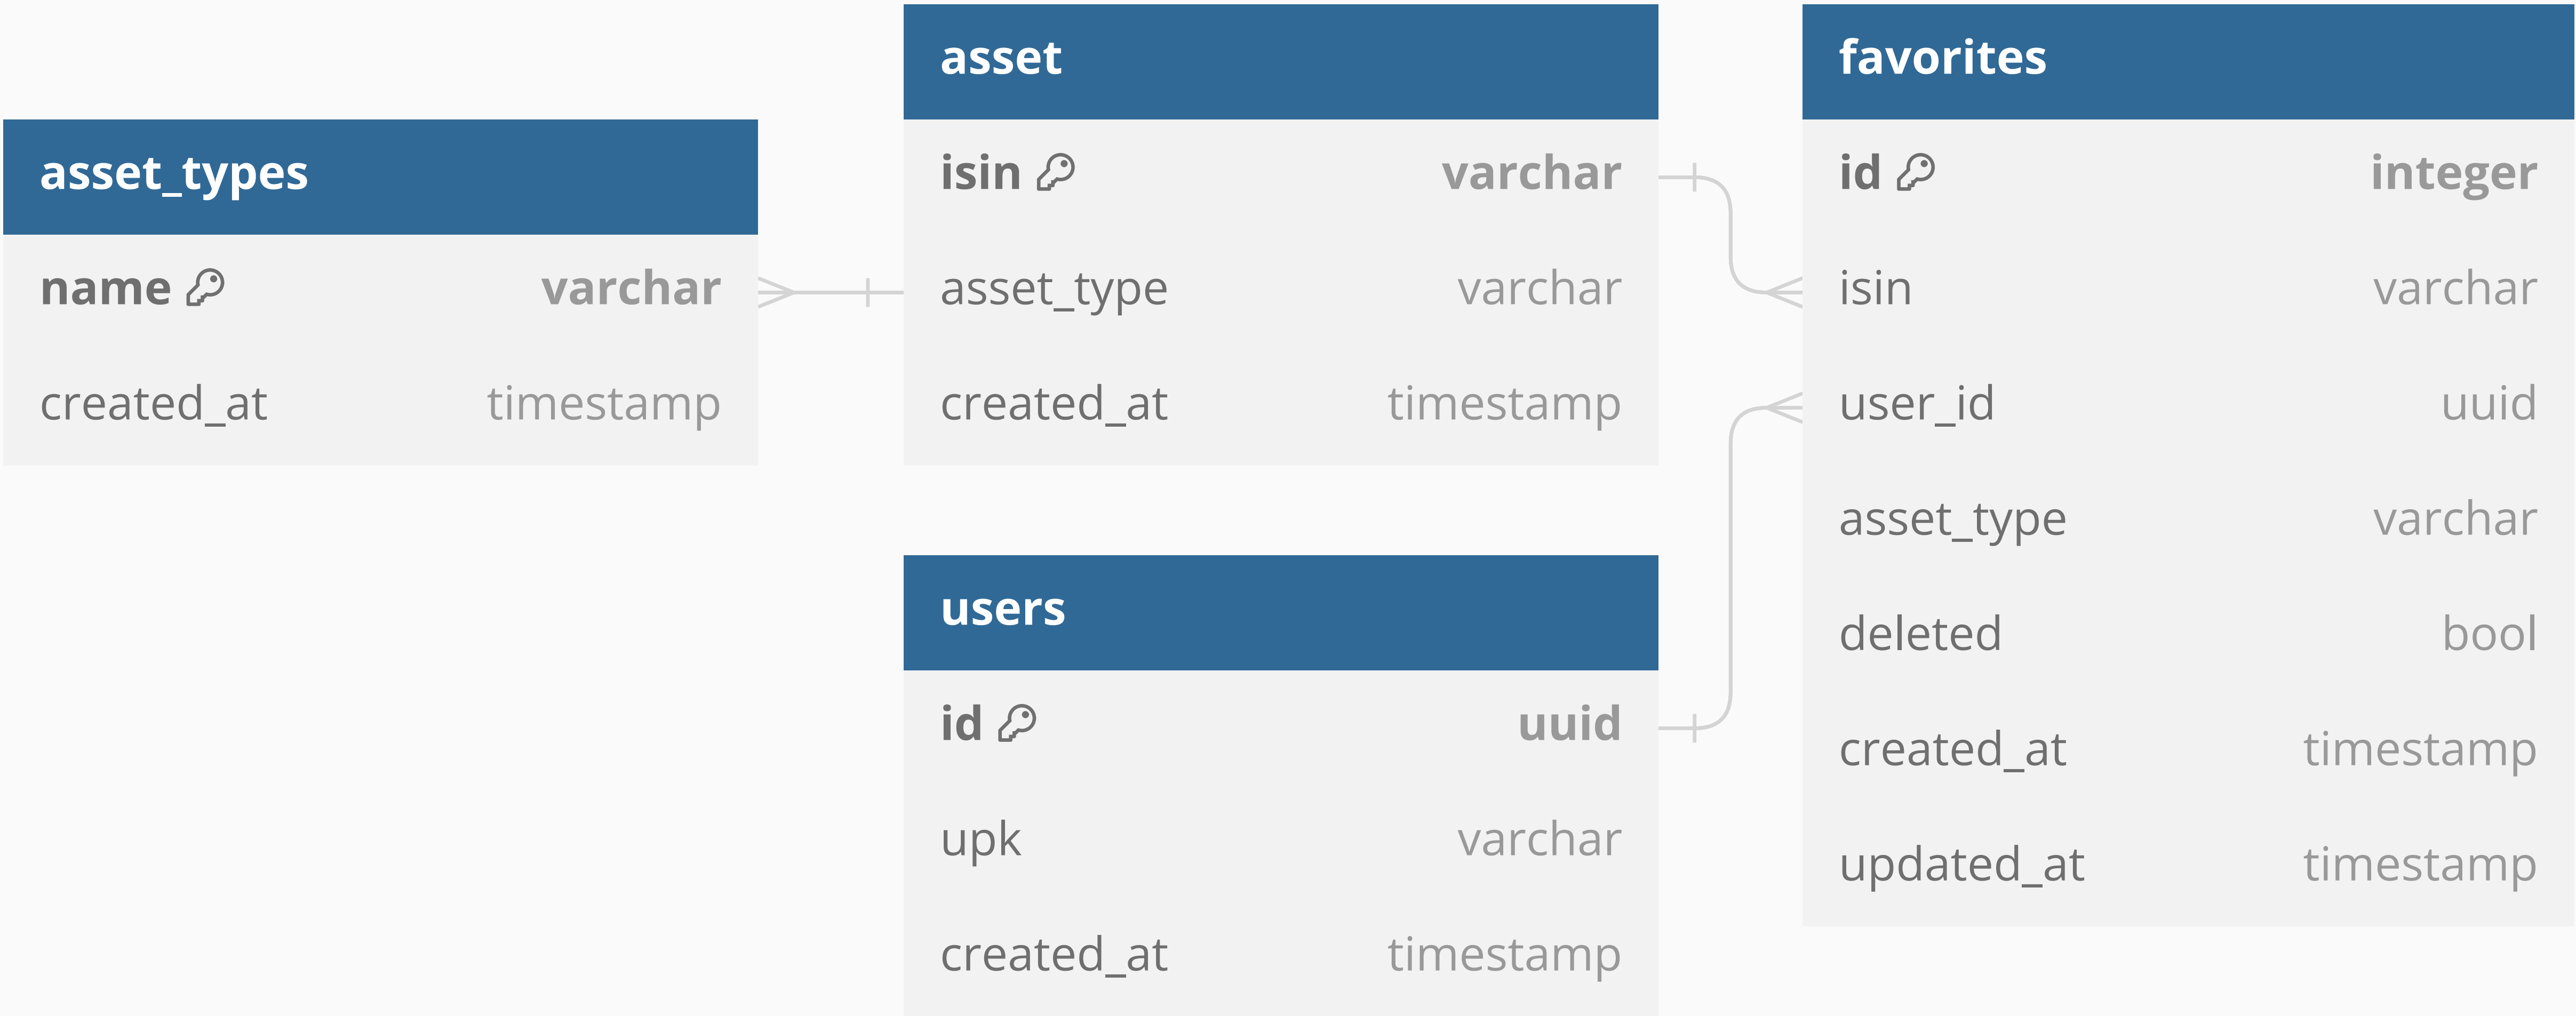 asset_types
name varchar
created_at timestamp
asset
isin varchar
asset_type varchar
created_at timestamp
users
id uuid
upk varchar
created_at timestamp
favorites
id integer
isin varchar
user_id uuid
asset_type varchar
deleted bool
created_at timestamp
updated_at timestamp